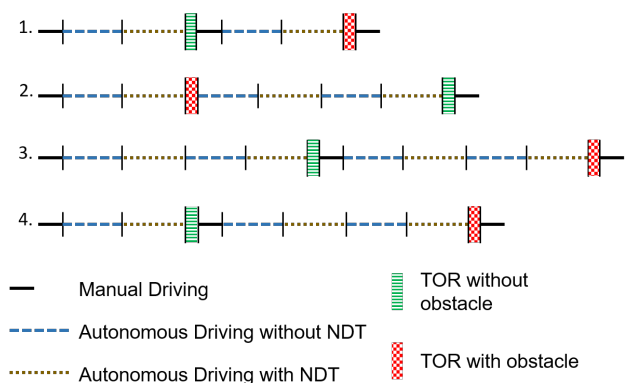 1.
2.
3.
4.
Manual Driving
Autonomous Driving without NDT
Autonomous Driving with NDT
TOR without
obstacle
TOR with obstacle